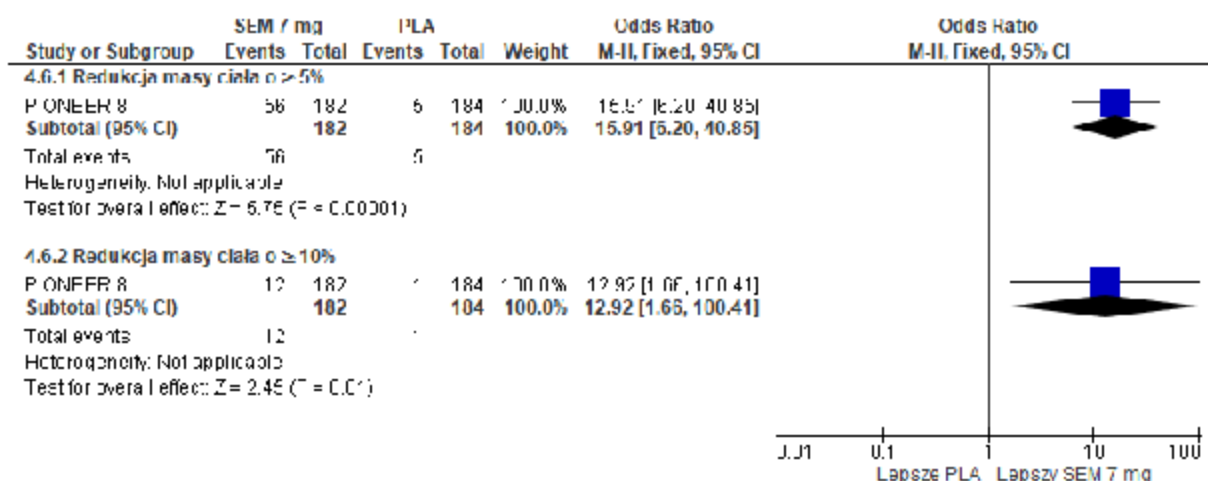 SEM 7 mg PLA Odds Ratio Odds Ratio
Study or Subgroup Events Total Events Total Weight M-H, Fixed, 95% CI M-H, Fixed, 95% CI
4.6.1 Redukcja masy ciała o ≥ 5%
PIONEER 8 56 182 5 184 100.0% 15.91 [6.20, 40.85]
Subtotal (95% CI) 182 184 100.0% 15.91 [6.20, 40.85]
Total events 56 5
Heterogeneity: Not applicable
Test for overall effect: Z = 5.75 (P < 0.00001)
4.6.2 Redukcja masy ciała o ≥ 10%
PIONEER 8 12 182 1 184 100.0% 12.92 [1.66, 100.41]
Subtotal (95% CI) 182 184 100.0% 12.92 [1.66, 100.41]
Total events 12 1
Heterogeneity: Not applicable
Test for overall effect: Z = 2.45 (P = 0.01)
0.01 0.1 1 10 100
Lepsze PLA Lepszy SEM 7 mg